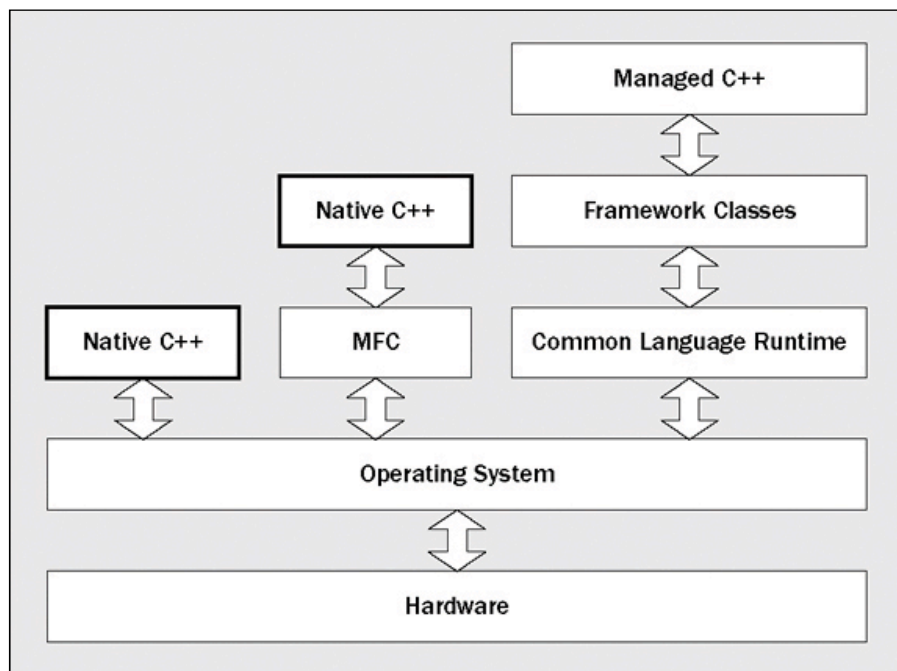 Managed C++
Native C++
Framework Classes
Native C++
MFC
Common Language Runtime
Operating System
Hardware